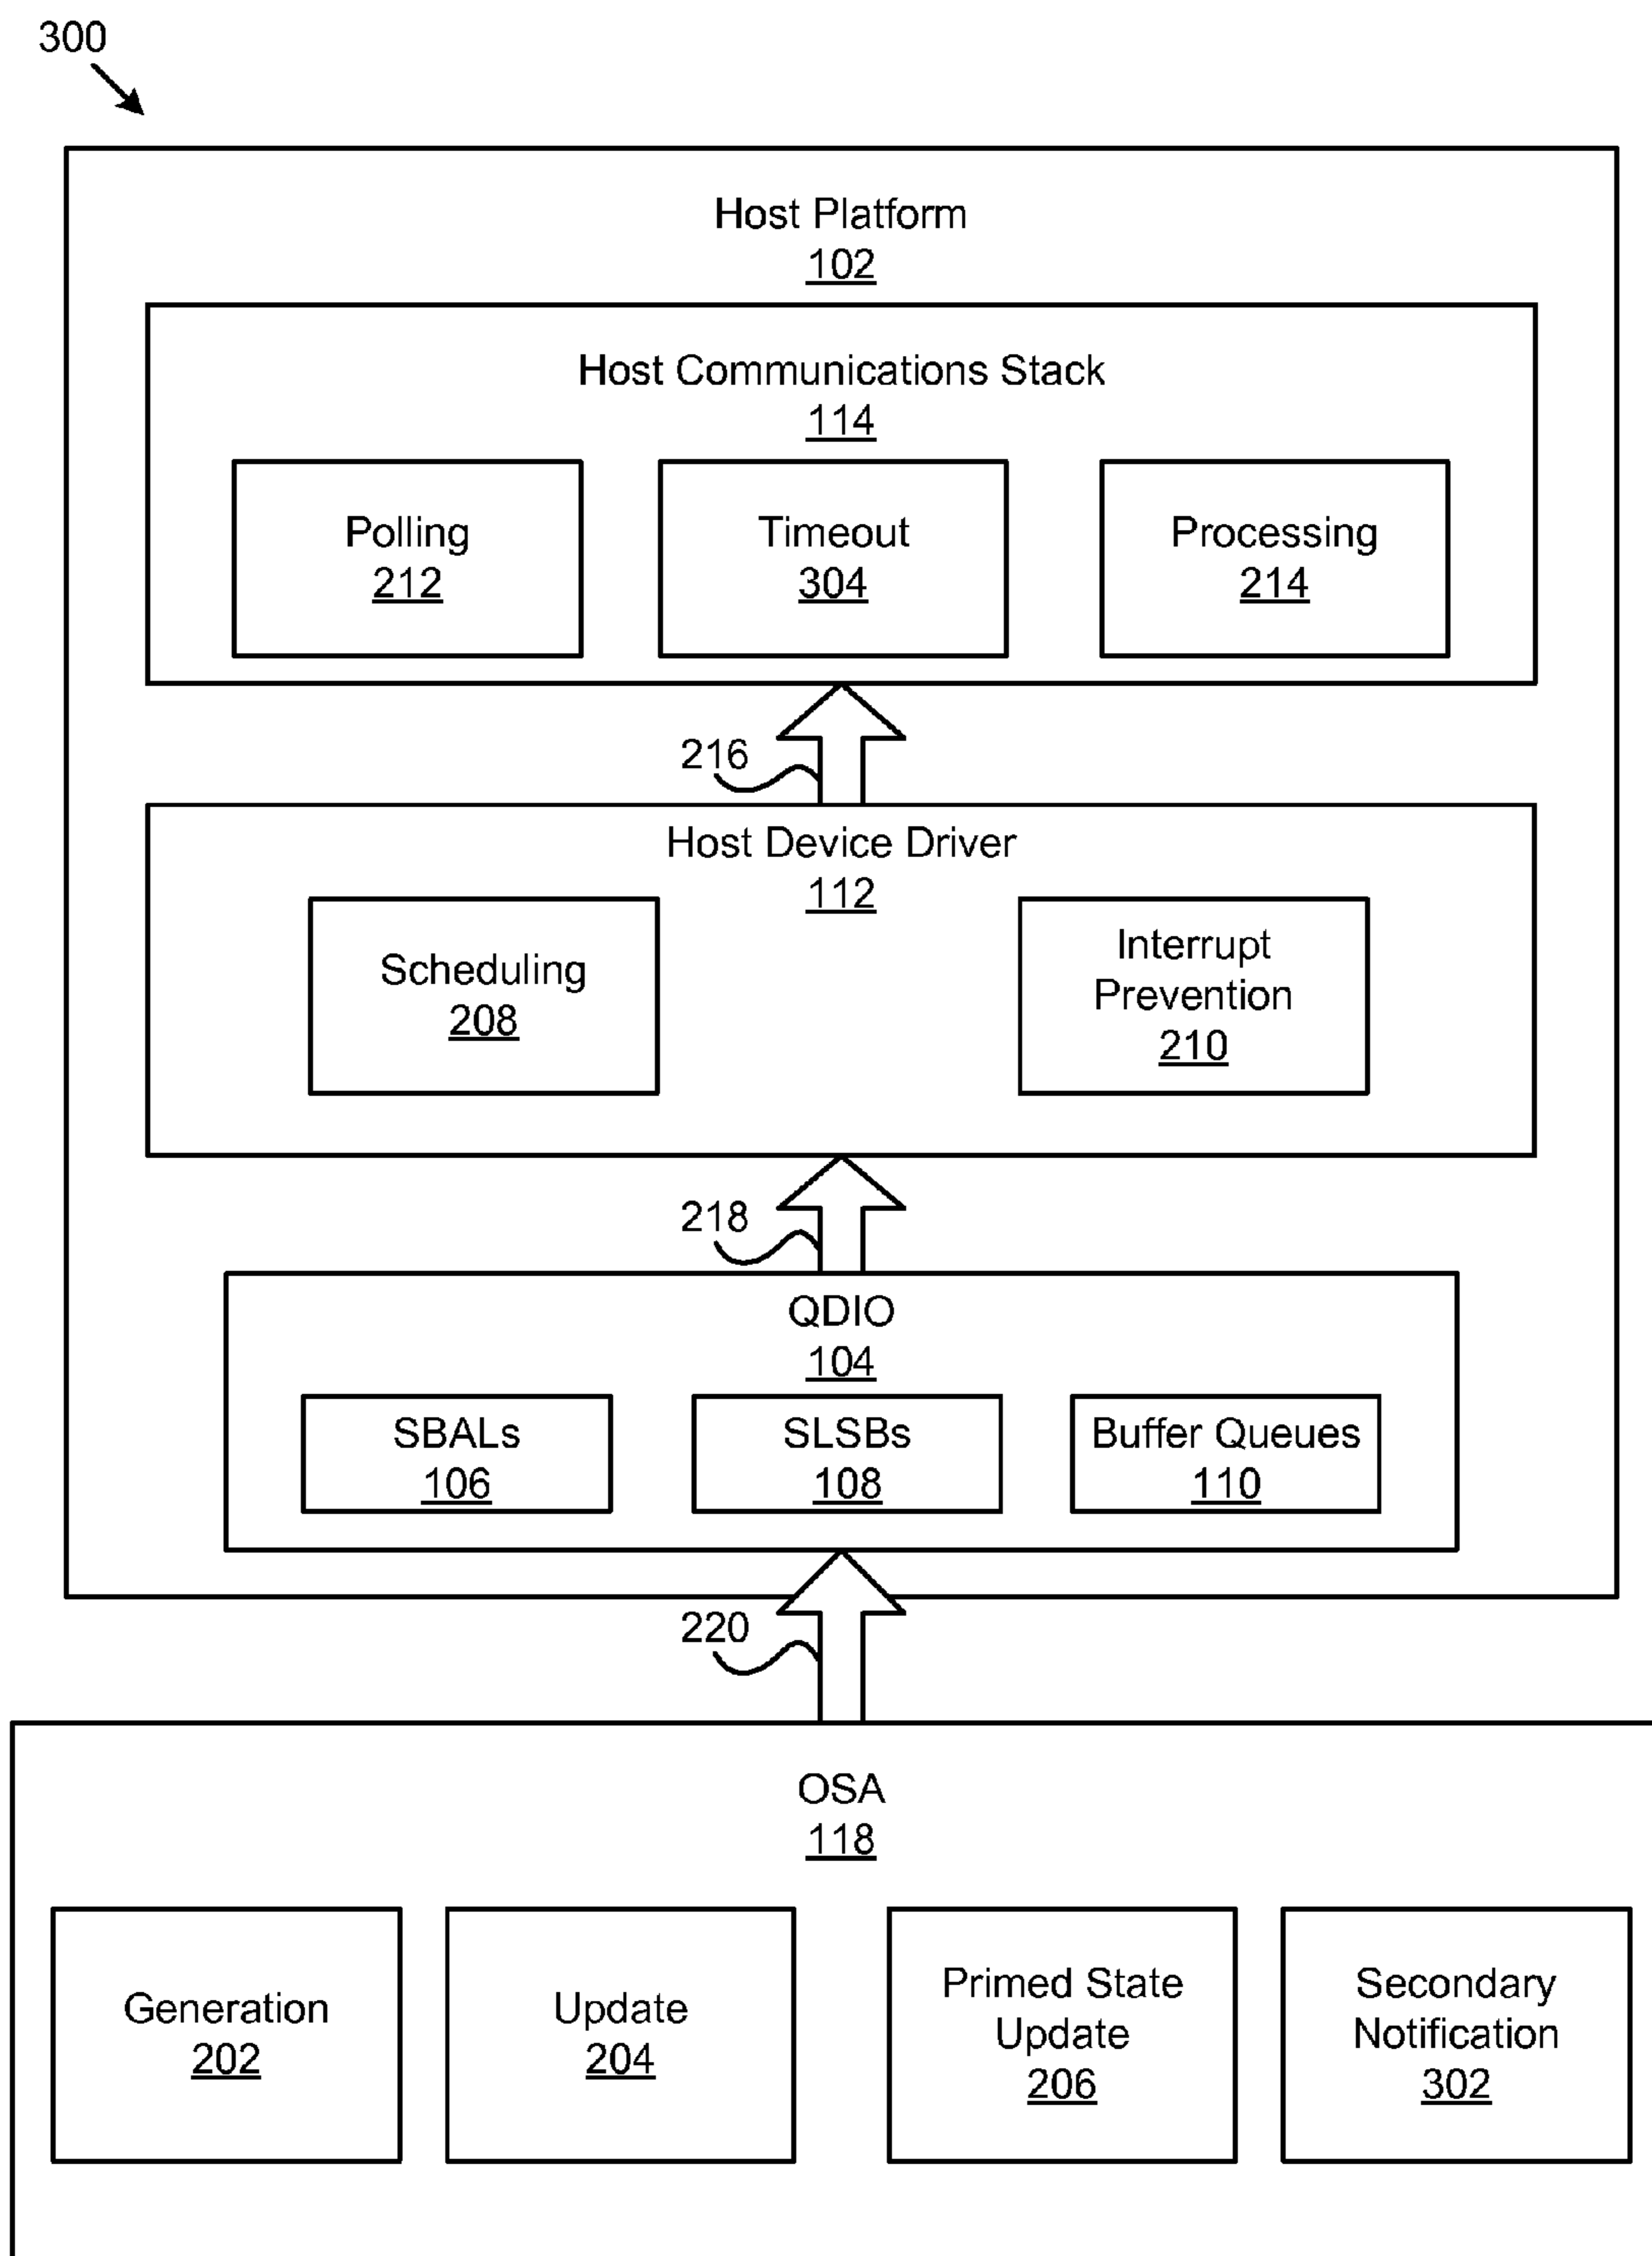 300
Host Platform
102
Host Communications Stack
114
Polling
212
Timeout
304
Processing
214
216
Host Device Driver
112
Scheduling
208
Interrupt
Prevention
210
218
QDIO
104
SBALs
106
SLSBs
108
Buffer Queues
110
220
OSA
118
Generation
202
Update
204
Primed State
Update
206
Secondary
Notification
302